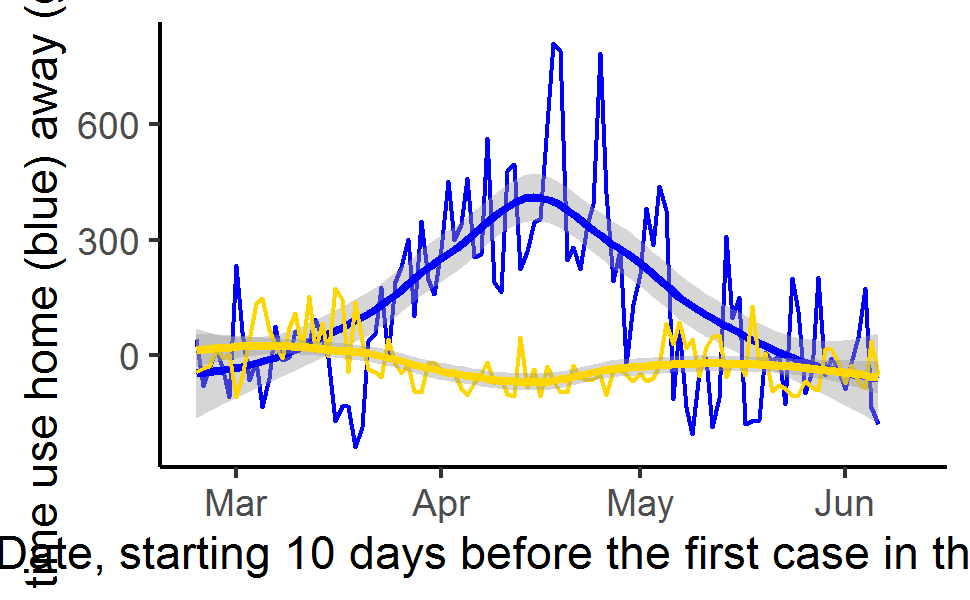 time use home (blue) away (
600
300
0
Mar Apr May Jun
Date, starting 10 days before the first case in th